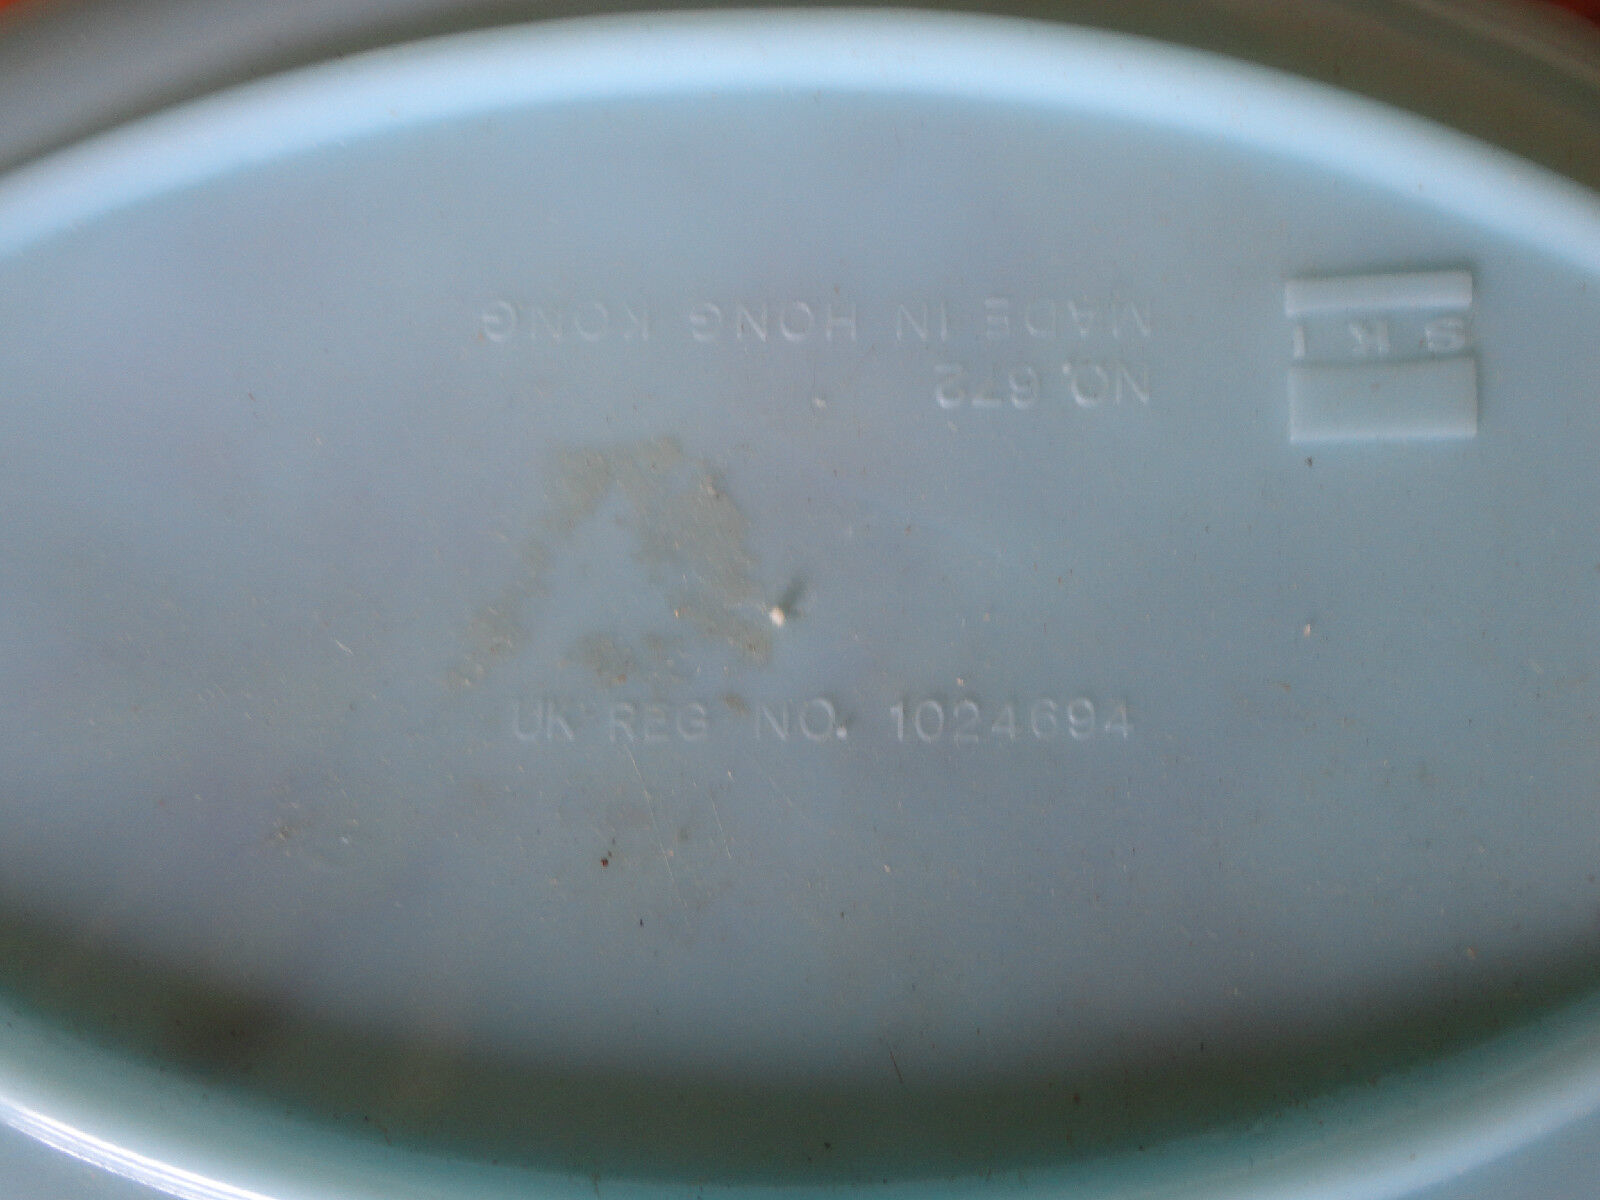 MADE IN HONG KONG
NO. 672
UK REG NO. 1024694